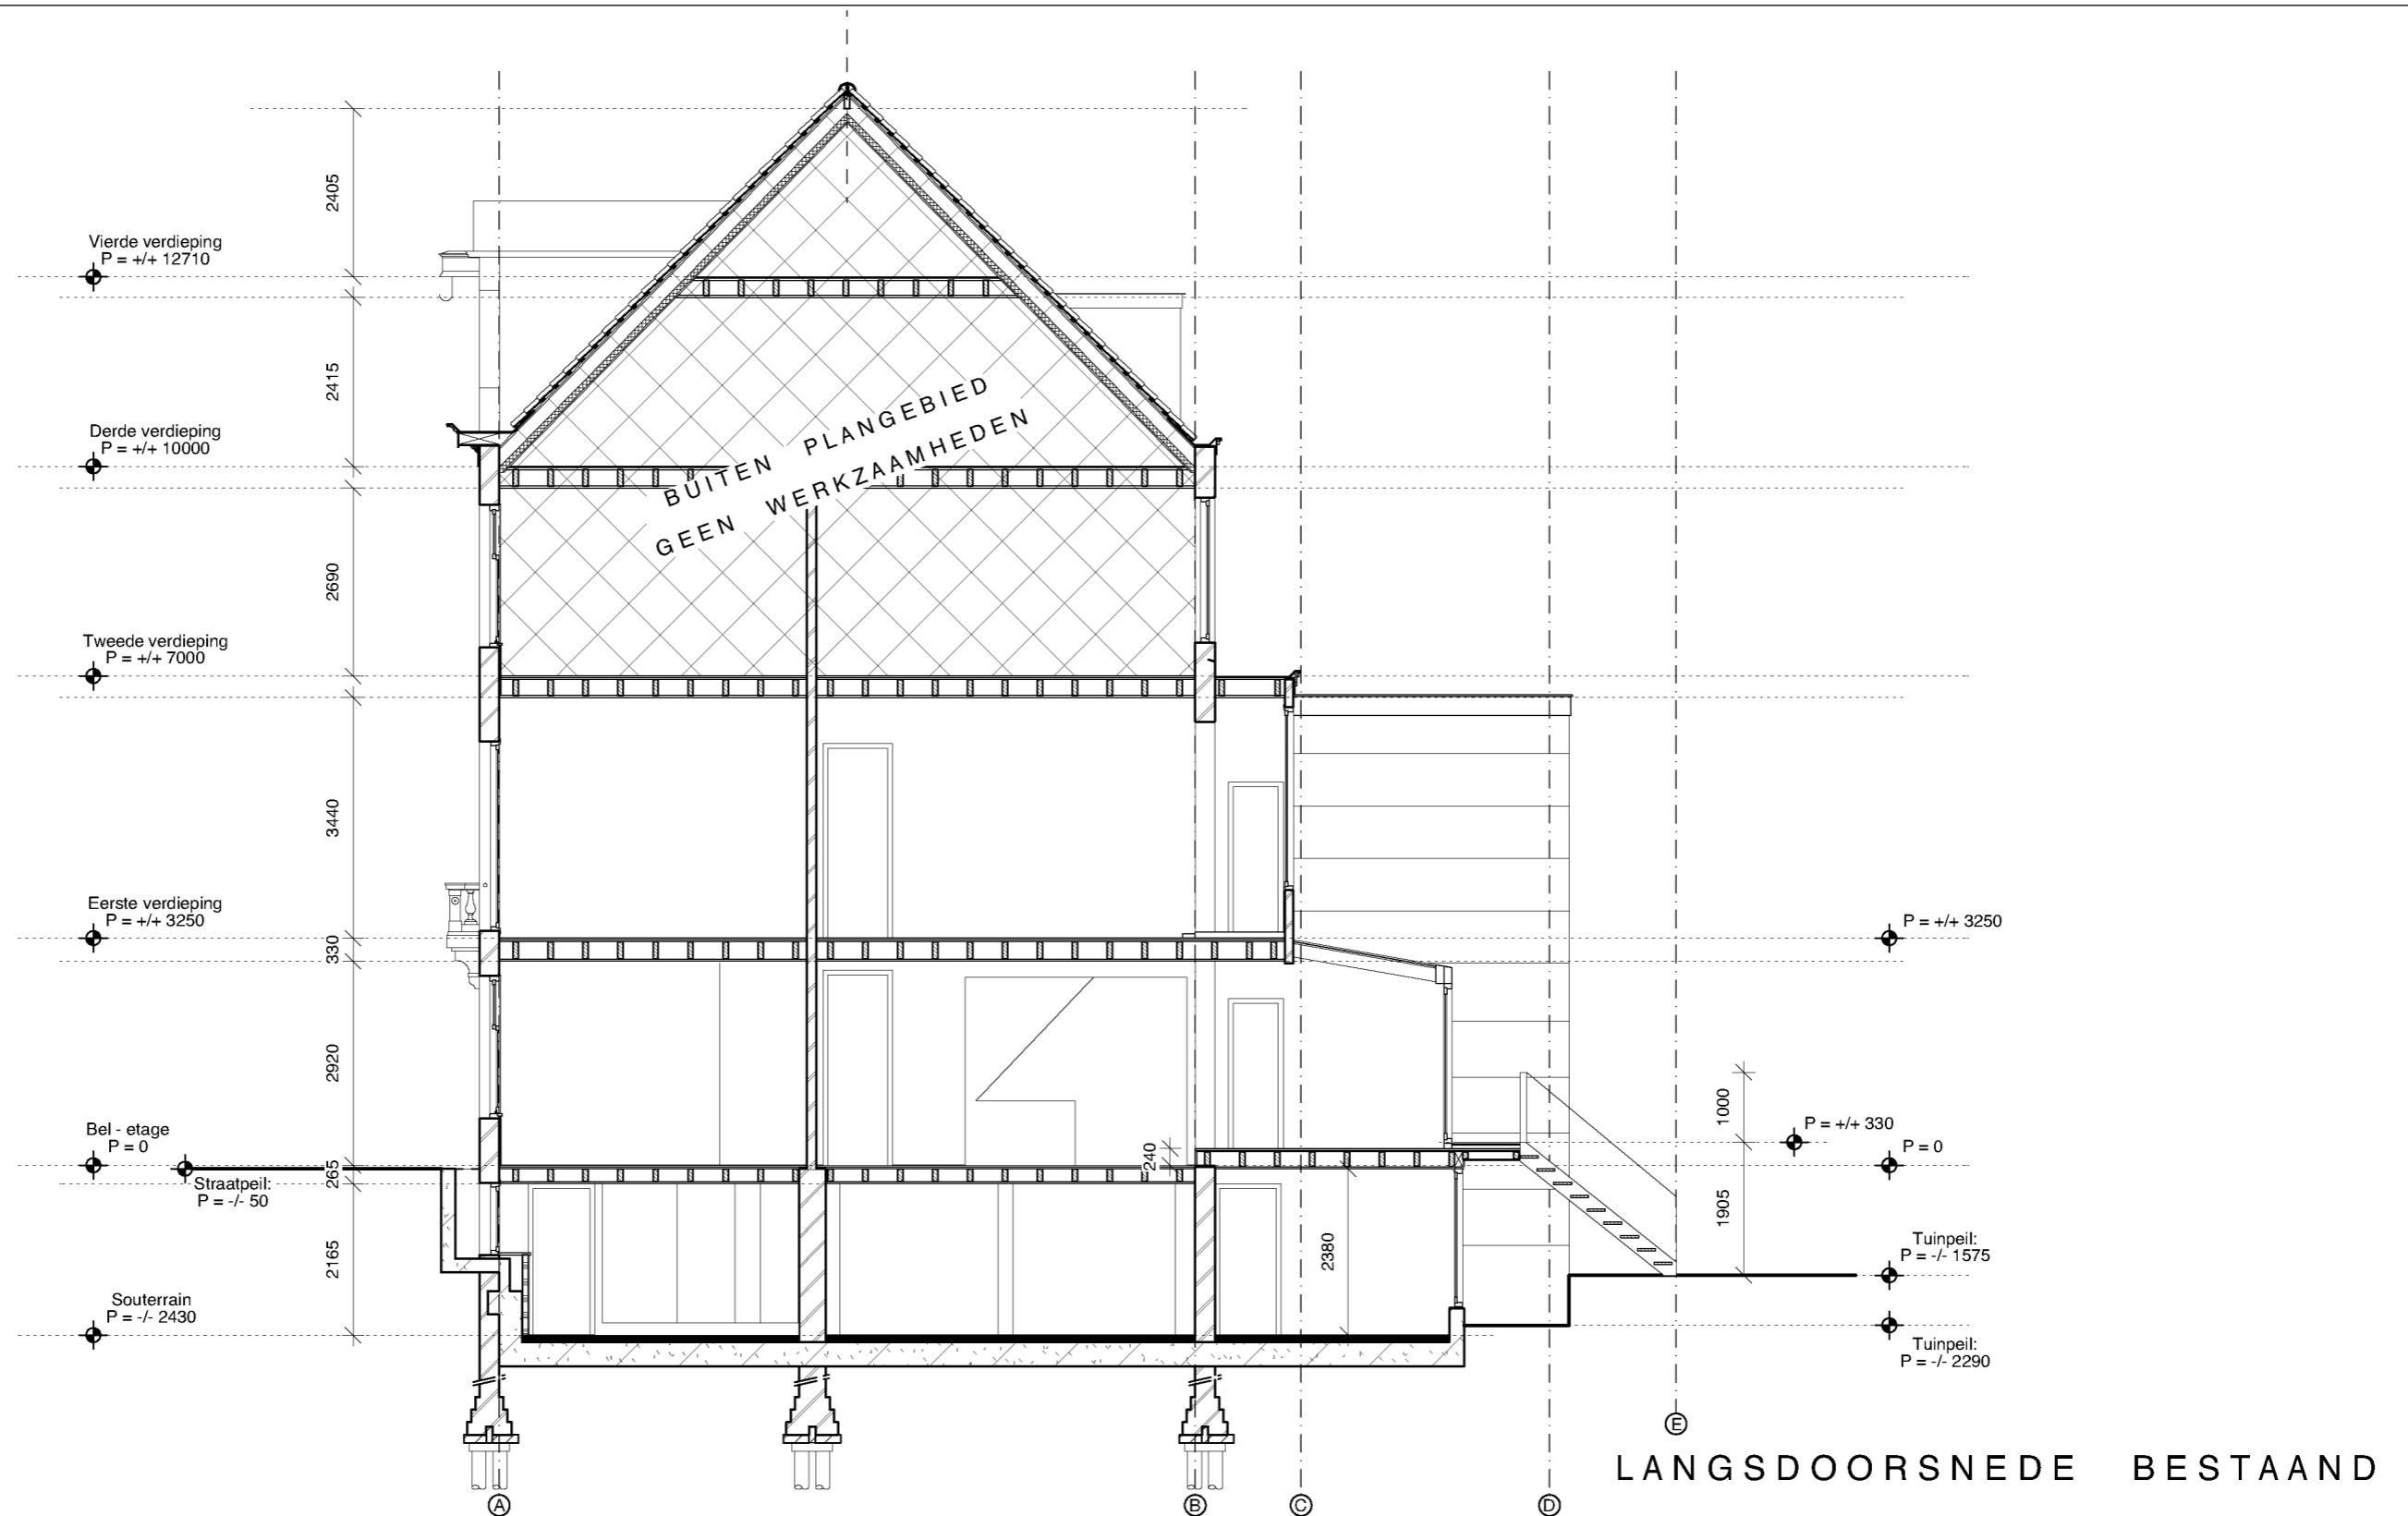 2405
Vierde verdieping
P = +/+ 12710
2415
BUITEN PLANGEBIED
GEEN WERKZAAMHEDEN
Derde verdieping
P = +/+ 10000
2690
Tweede verdieping
P = +/+ 7000
3440
Eerste verdieping
P = +/+ 3250
P = +/+ 3250
330
2920
1000
Bel - etage
P = 0
P = +/+ 330
P = 0
240
265
Straatpeil:
P = -/- 50
1905
2165
2380
Tuinpeil:
P = -/- 1575
Souterrain
P = -/- 2430
Tuinpeil:
P = -/- 2290
E
LANGSDOORSNEDE BESTAAND
A
B
C
D